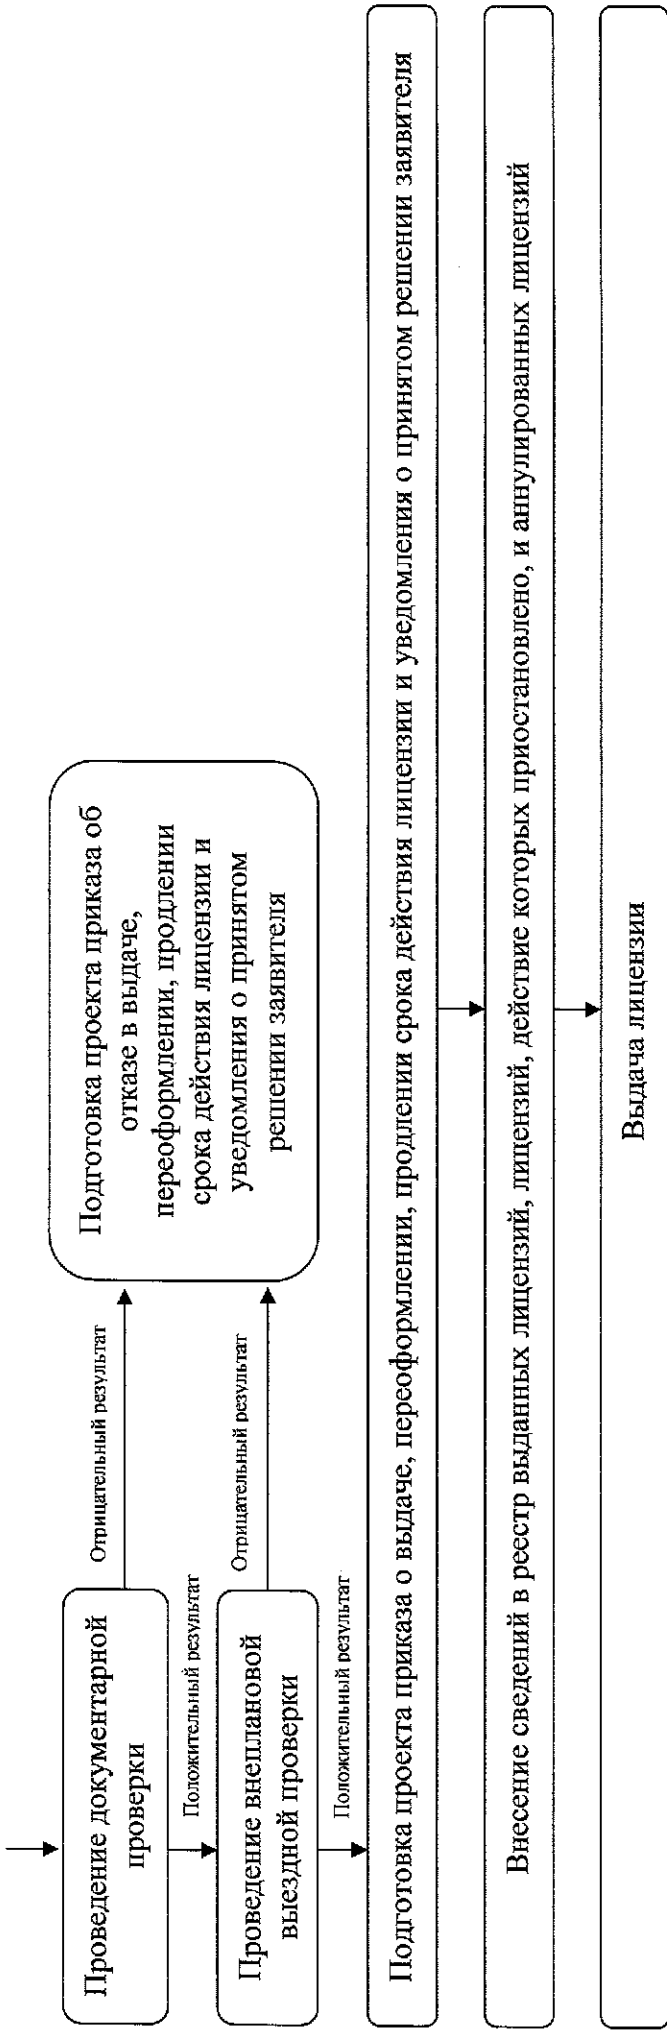 Проведение документарной
проверки
Отрицательный результат
Подготовка проекта приказа об
отказе в выдаче,
переоформлении, продлении
срока действия лицензии и
уведомления о принятом
решении заявителя
Положительный результат
Проведение внеплановой
выездной проверки
Отрицательный результат
Положительный результат
Подготовка проекта приказа о выдаче, переоформлении, продлении срока действия лицензии и уведомления о принятом решении заявителя
Внесение сведений в реестр выданных лицензий, лицензий, действие которых приостановлено, и аннулированных лицензий
Выдача лицензии